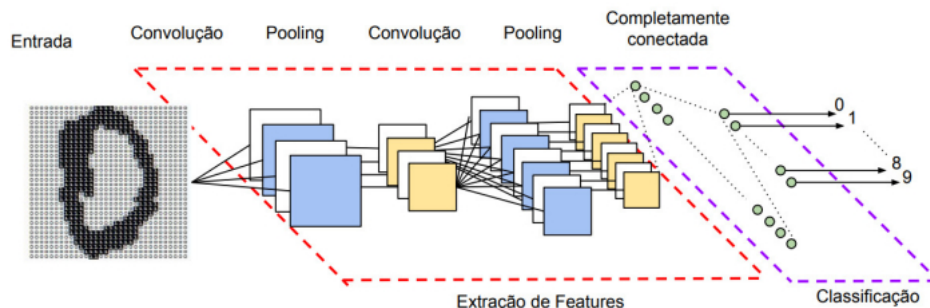 Entrada
Convolução
Pooling
Convolução
Pooling
Completamente
conectada
0
1
8
9
Extração de Features
Classificação